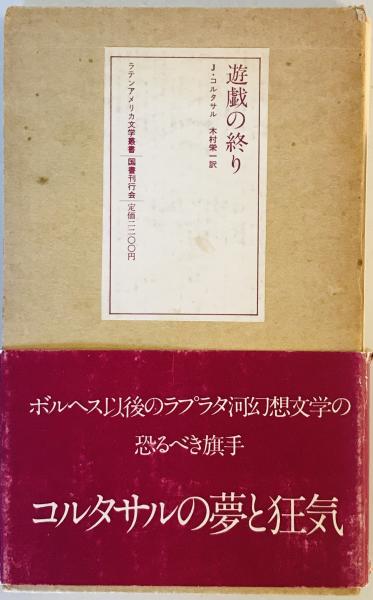 遊戯の終り
J・コルタサル 木村榮一訳
ラテンアメリカ文学叢書 国書刊行会 定価二二〇〇円
ボルヘス以後のラプラタ河幻想文学の
恐るべき旗手
コルタサルの夢と狂気